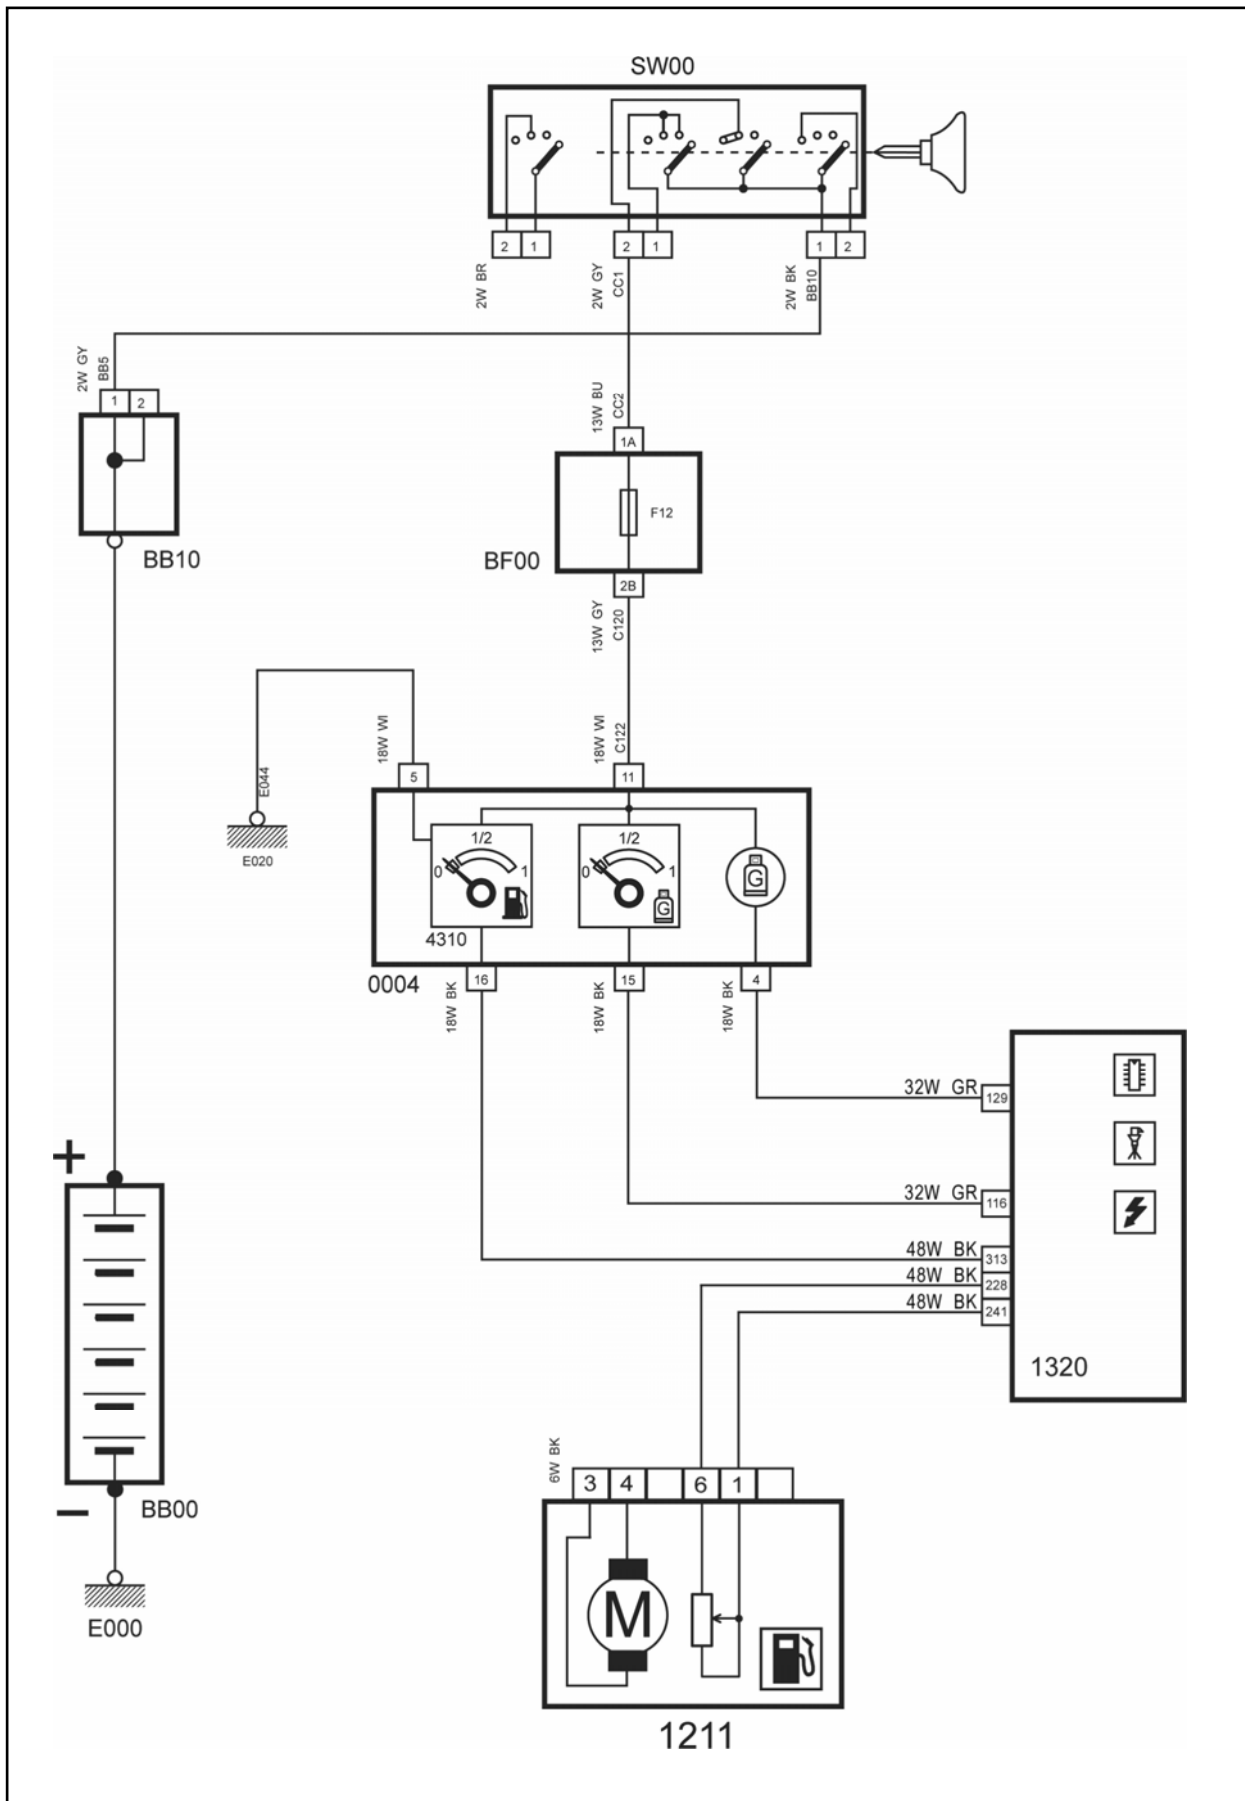 SW00
2 1 2 1 1 2
2W BR
2W GY
CC1
2W BK
BB10
2W GY
BB5
1 2
13W BU
CC2
1A
F12
BB10
BF00
2B
13W GY
C120
18W WI
18W WI
C122
5 11
E044
E020
1/2 1/2
0 1 0 1
G
G
4310
0004
16 15 4
18W BK
18W BK
18W BK
32W GR 129
+
32W GR 116
48W BK 313
48W BK 228
48W BK 241
1320
6W BK
3 4 6 1
BB00
−
M
E000
1211